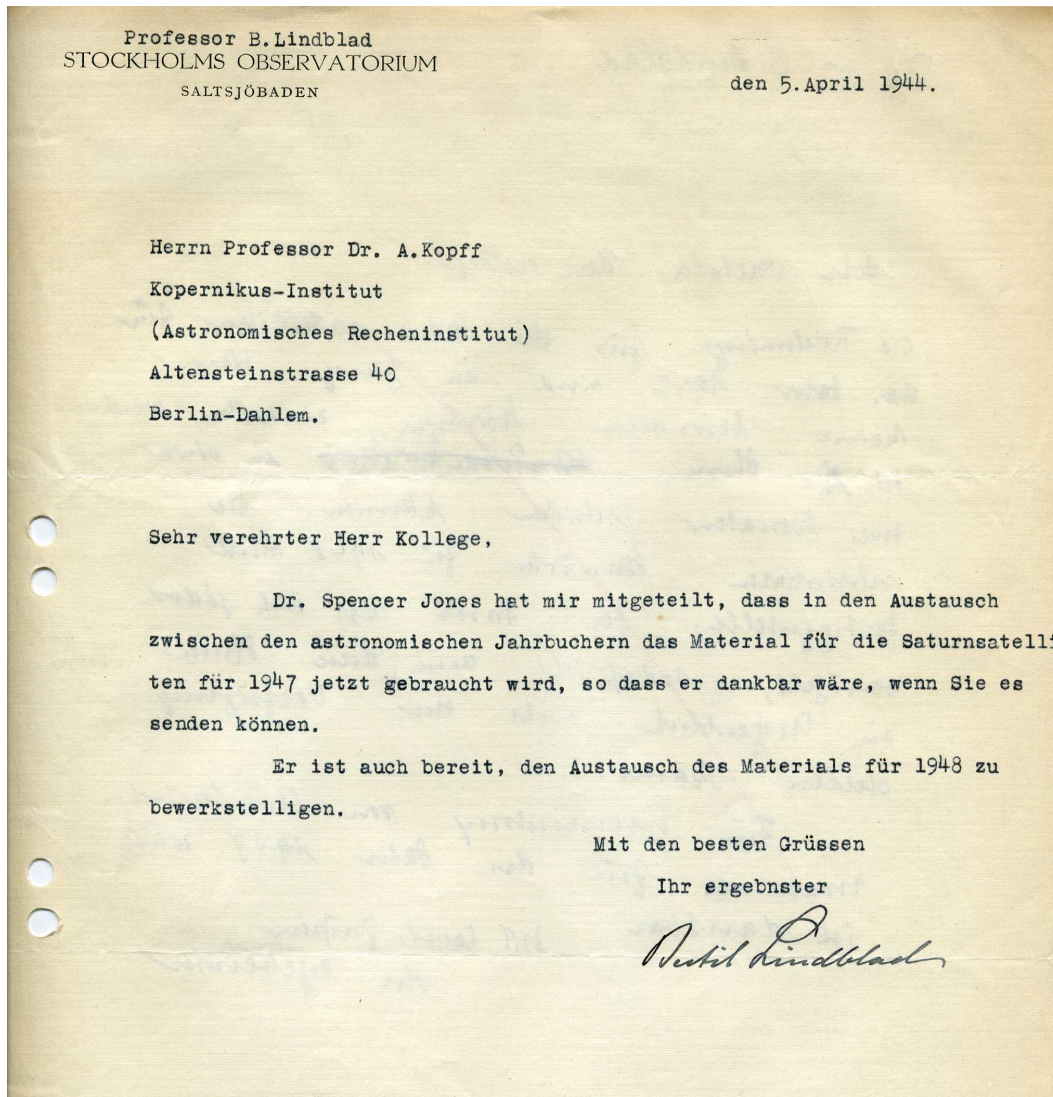 Professor B.Lindblad
STOCKHOLMS OBSERVATORIUM
SALTSJÖBADEN
den 5.April 1944.
Herrn Professor Dr. A.Kopff
Kopernikus-Institut
(Astronomisches Recheninstitut)
Altensteinstrasse 40
Berlin-Dahlem.
Sehr verehrter Herr Kollege,
Dr. Spencer Jones hat mir mitgeteilt, dass in den Austausch
zwischen den astronomischen Jahrbuchern das Material für die Saturnsatelli
ten für 1947 jetzt gebraucht wird, so dass er dankbar wäre, wenn Sie es
senden können.
Er ist auch bereit, den Austausch des Materials für 1948 zu
bewerkstelligen.
Mit den besten Grüssen
Ihr ergebnster
Bertil Lindblad